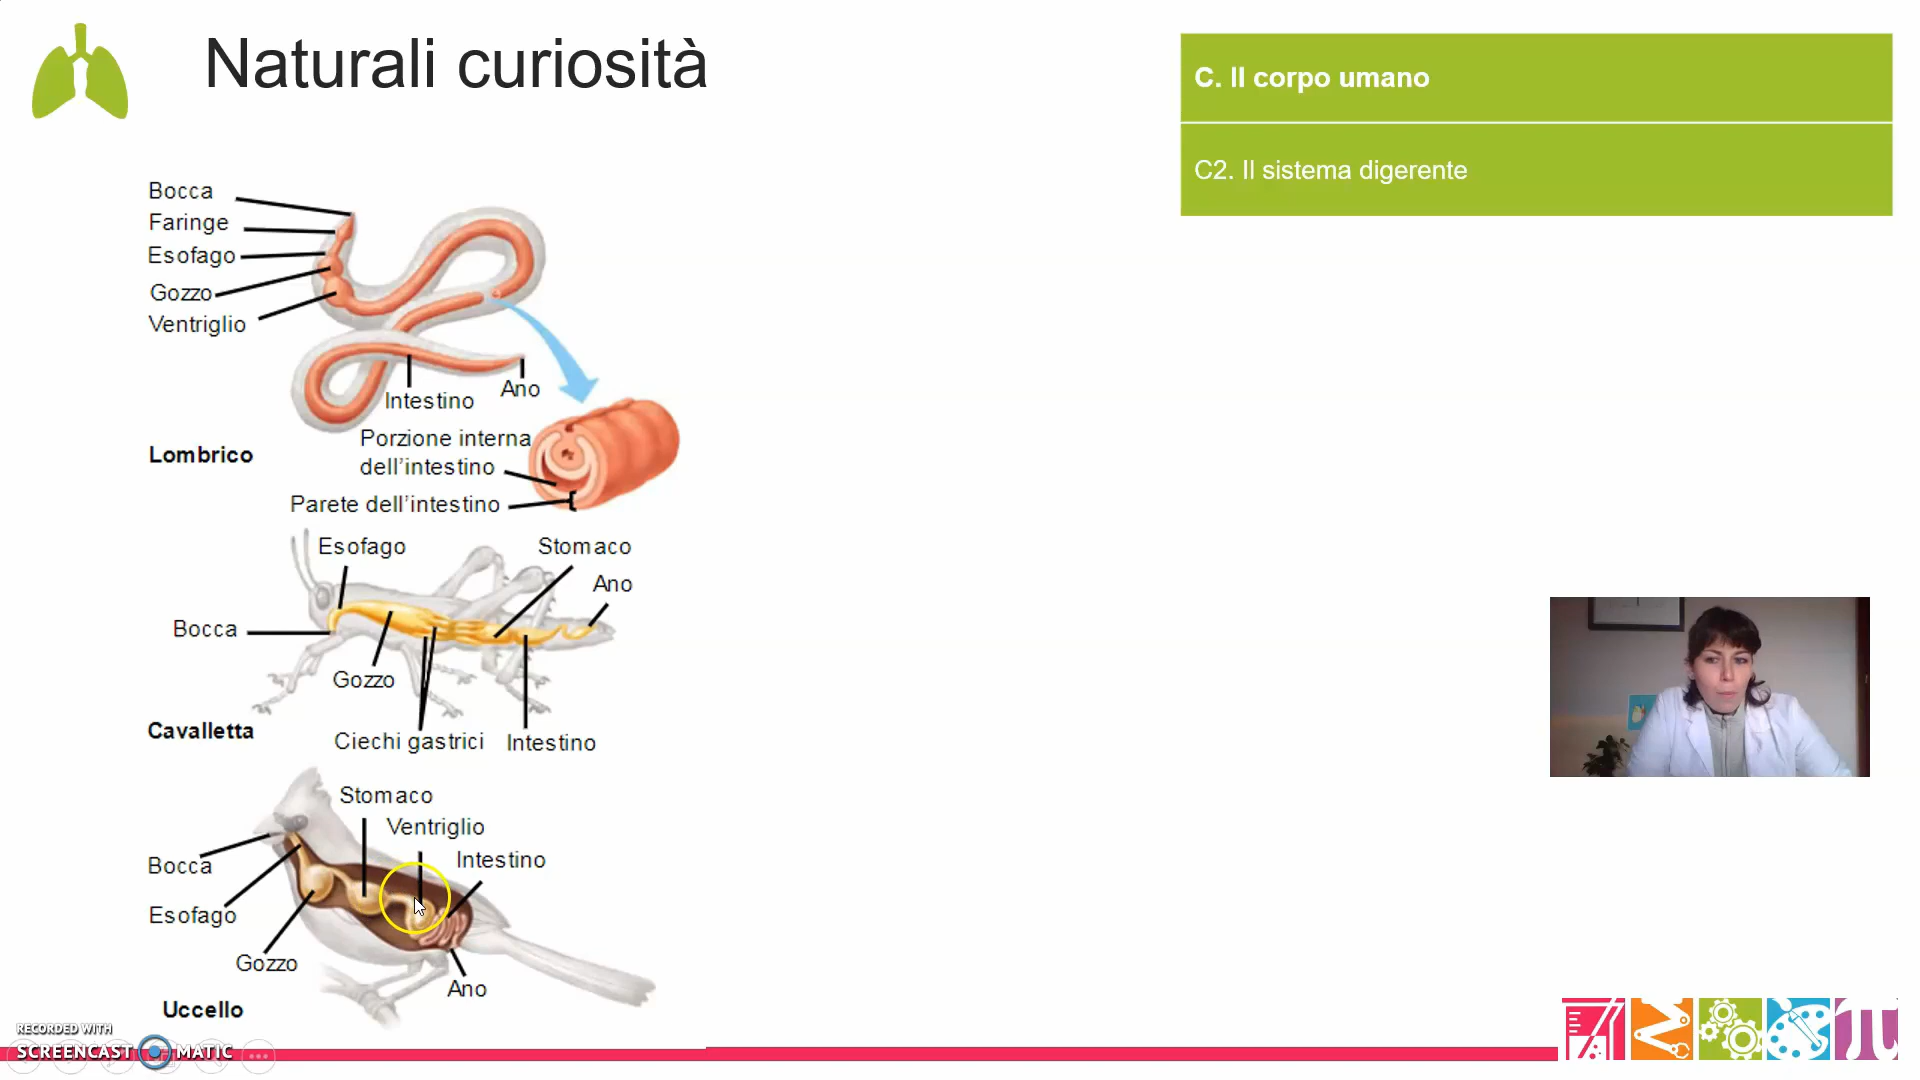 Naturali curiosità
C. Il corpo umano
C2. Il sistema digerente
Bocca
Faringe
Esofago
Gozzo
Ventriglio
Intestino
Ano
Porzione interna
dell'intestino
Lombrico
Parete dell'intestino
Esofago
Stomaco
Ano
Bocca
Gozzo
Cavalletta
Ciechi gastrici
Intestino
Stomaco
Ventriglio
Intestino
Bocca
Esofago
Gozzo
Ano
Uccello
RECORDED WITH
SCREENCAST MATIC